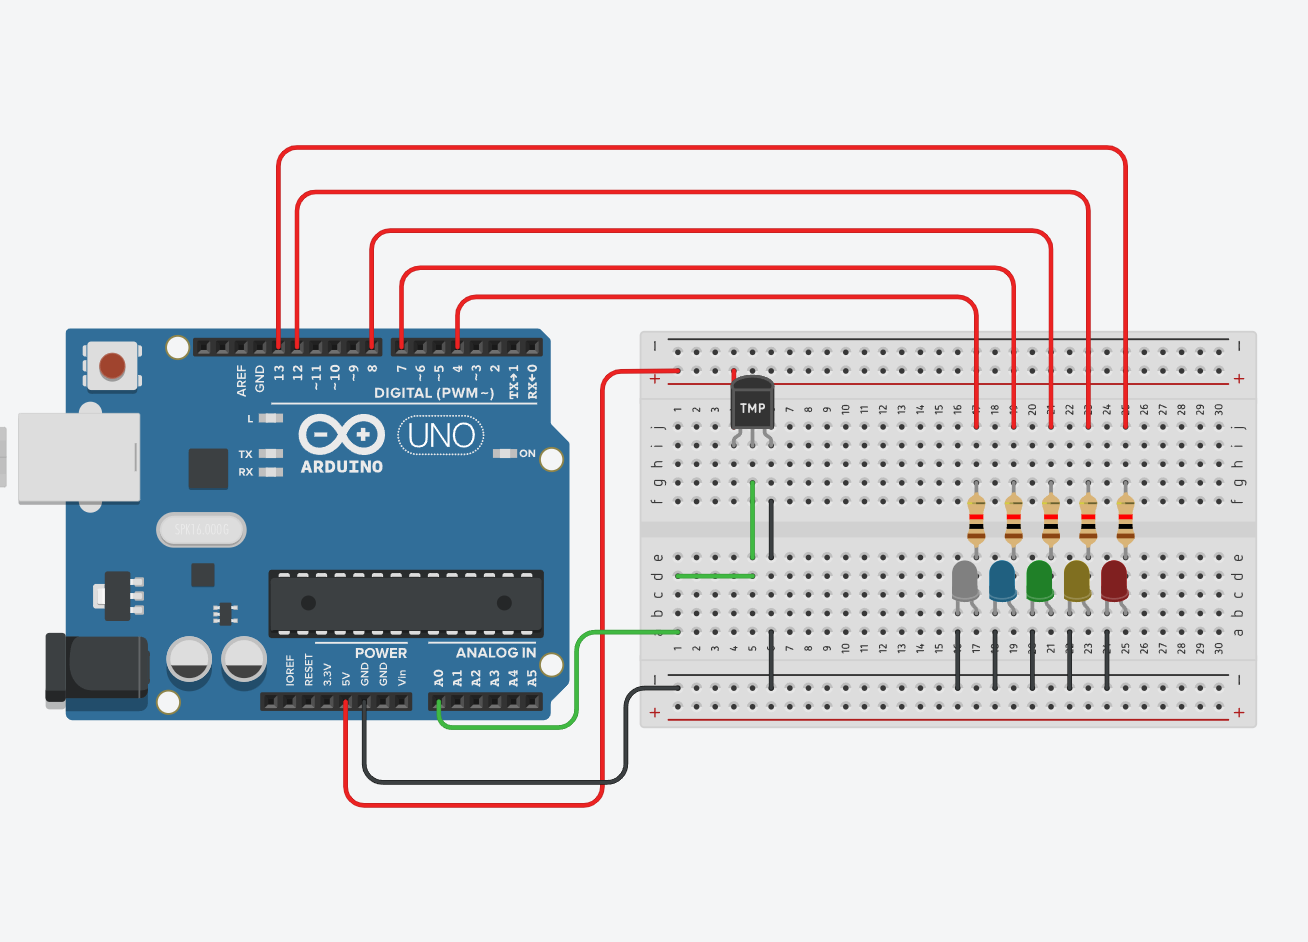 AREF
GND
13
12
~11
~10
~9
8
7
~6
~5
4
~3
2
TX→1
RX←0
DIGITAL (PWM~)
L
TX
RX
ARDUINO
UNO
ON
SPK16.000G
IOREF
RESET
3.3V
5V
GND
GND
Vin
POWER
A0
A1
A2
A3
A4
A5
ANALOG IN
TMP
− −
+ +
1 2 3 7 8 9 10 11 12 13 14 15 16 17 18 19 20 21 22 23 24 25 26 27 28 29 30
j j
i i
h h
g g
f f
e e
d d
c c
b b
a
1 2 3 4 5 6 7 8 9 10 11 12 13 14 15 16 17 18 19 20 21 22 23 24 25 26 27 28 29 30
− −
+ +